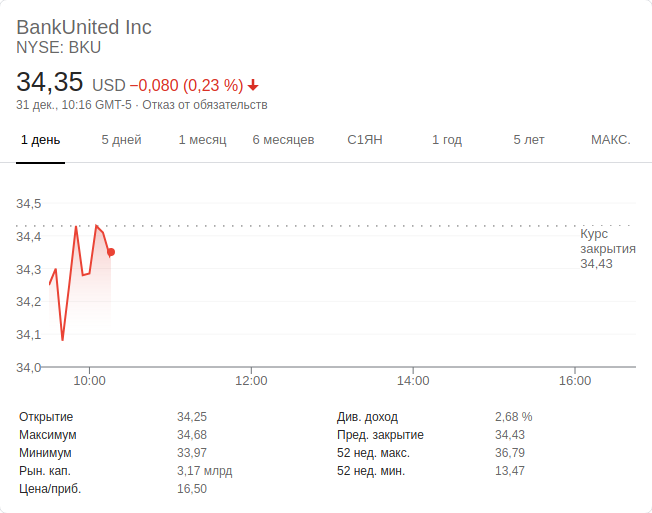 BankUnited Inc
NYSE: BKU
34,35 USD −0,080 (0,23 %)
31 дек., 10:16 GMT-5 · Отказ от обязательств
1 день 5 дней 1 месяц 6 месяцев С1ЯН 1 год 5 лет МАКС.
34,5
34,4
34,3
34,2
34,1
34,0
Курс
закрытия
34,43
10:00 12:00 14:00 16:00
Открытие 34,25 Див. доход 2,68 %
Максимум 34,68 Пред. закрытие 34,43
Минимум 33,97 52 нед. макс. 36,79
Рын. кап. 3,17 млрд 52 нед. мин. 13,47
Цена/приб. 16,50